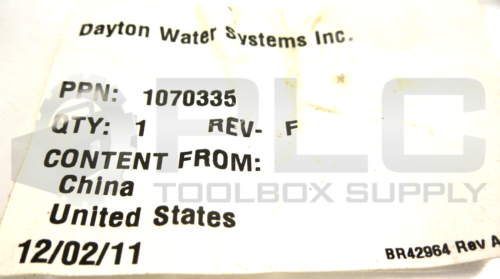 Dayton Water Systems Inc.
PPN: 1070335
QTY: 1 REV- F
CONTENT FROM:
China
United States
12/02/11
BR42964 Rev A
PLC
TOOLBOX SUPPLY